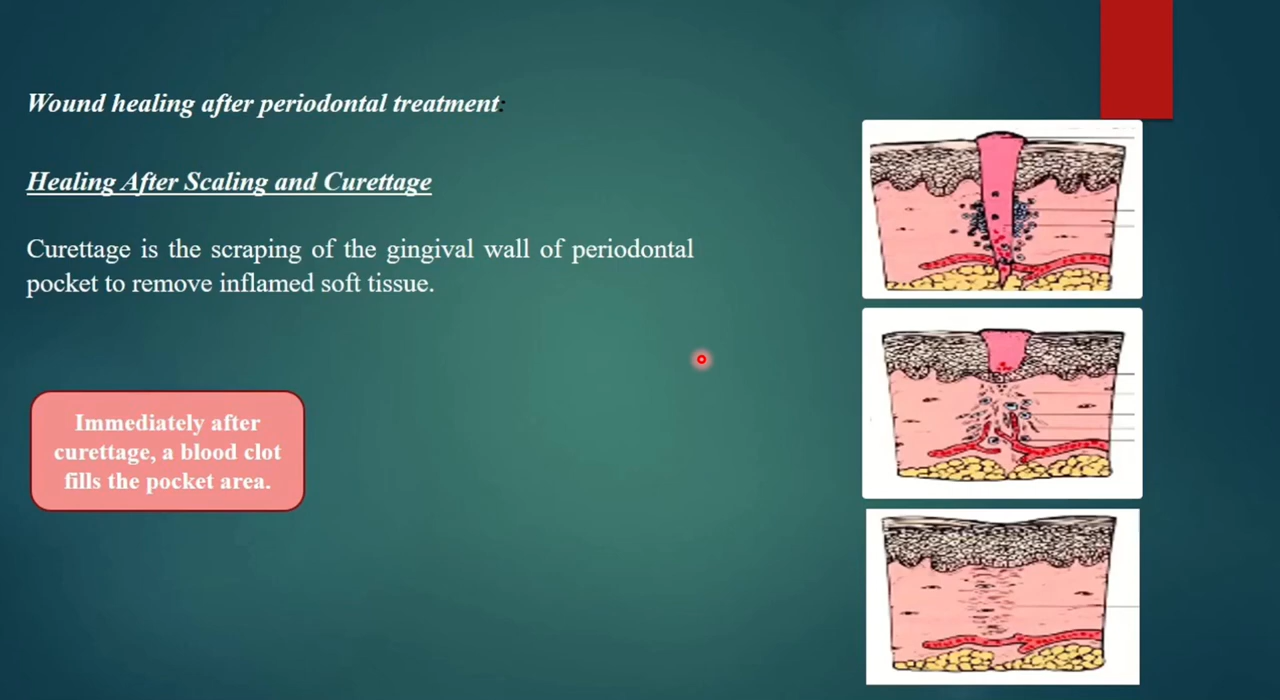 Wound healing after periodontal treatment:
Healing After Scaling and Curettage
Curettage is the scraping of the gingival wall of periodontal
pocket to remove inflamed soft tissue.
Immediately after
curettage, a blood clot
fills the pocket area.